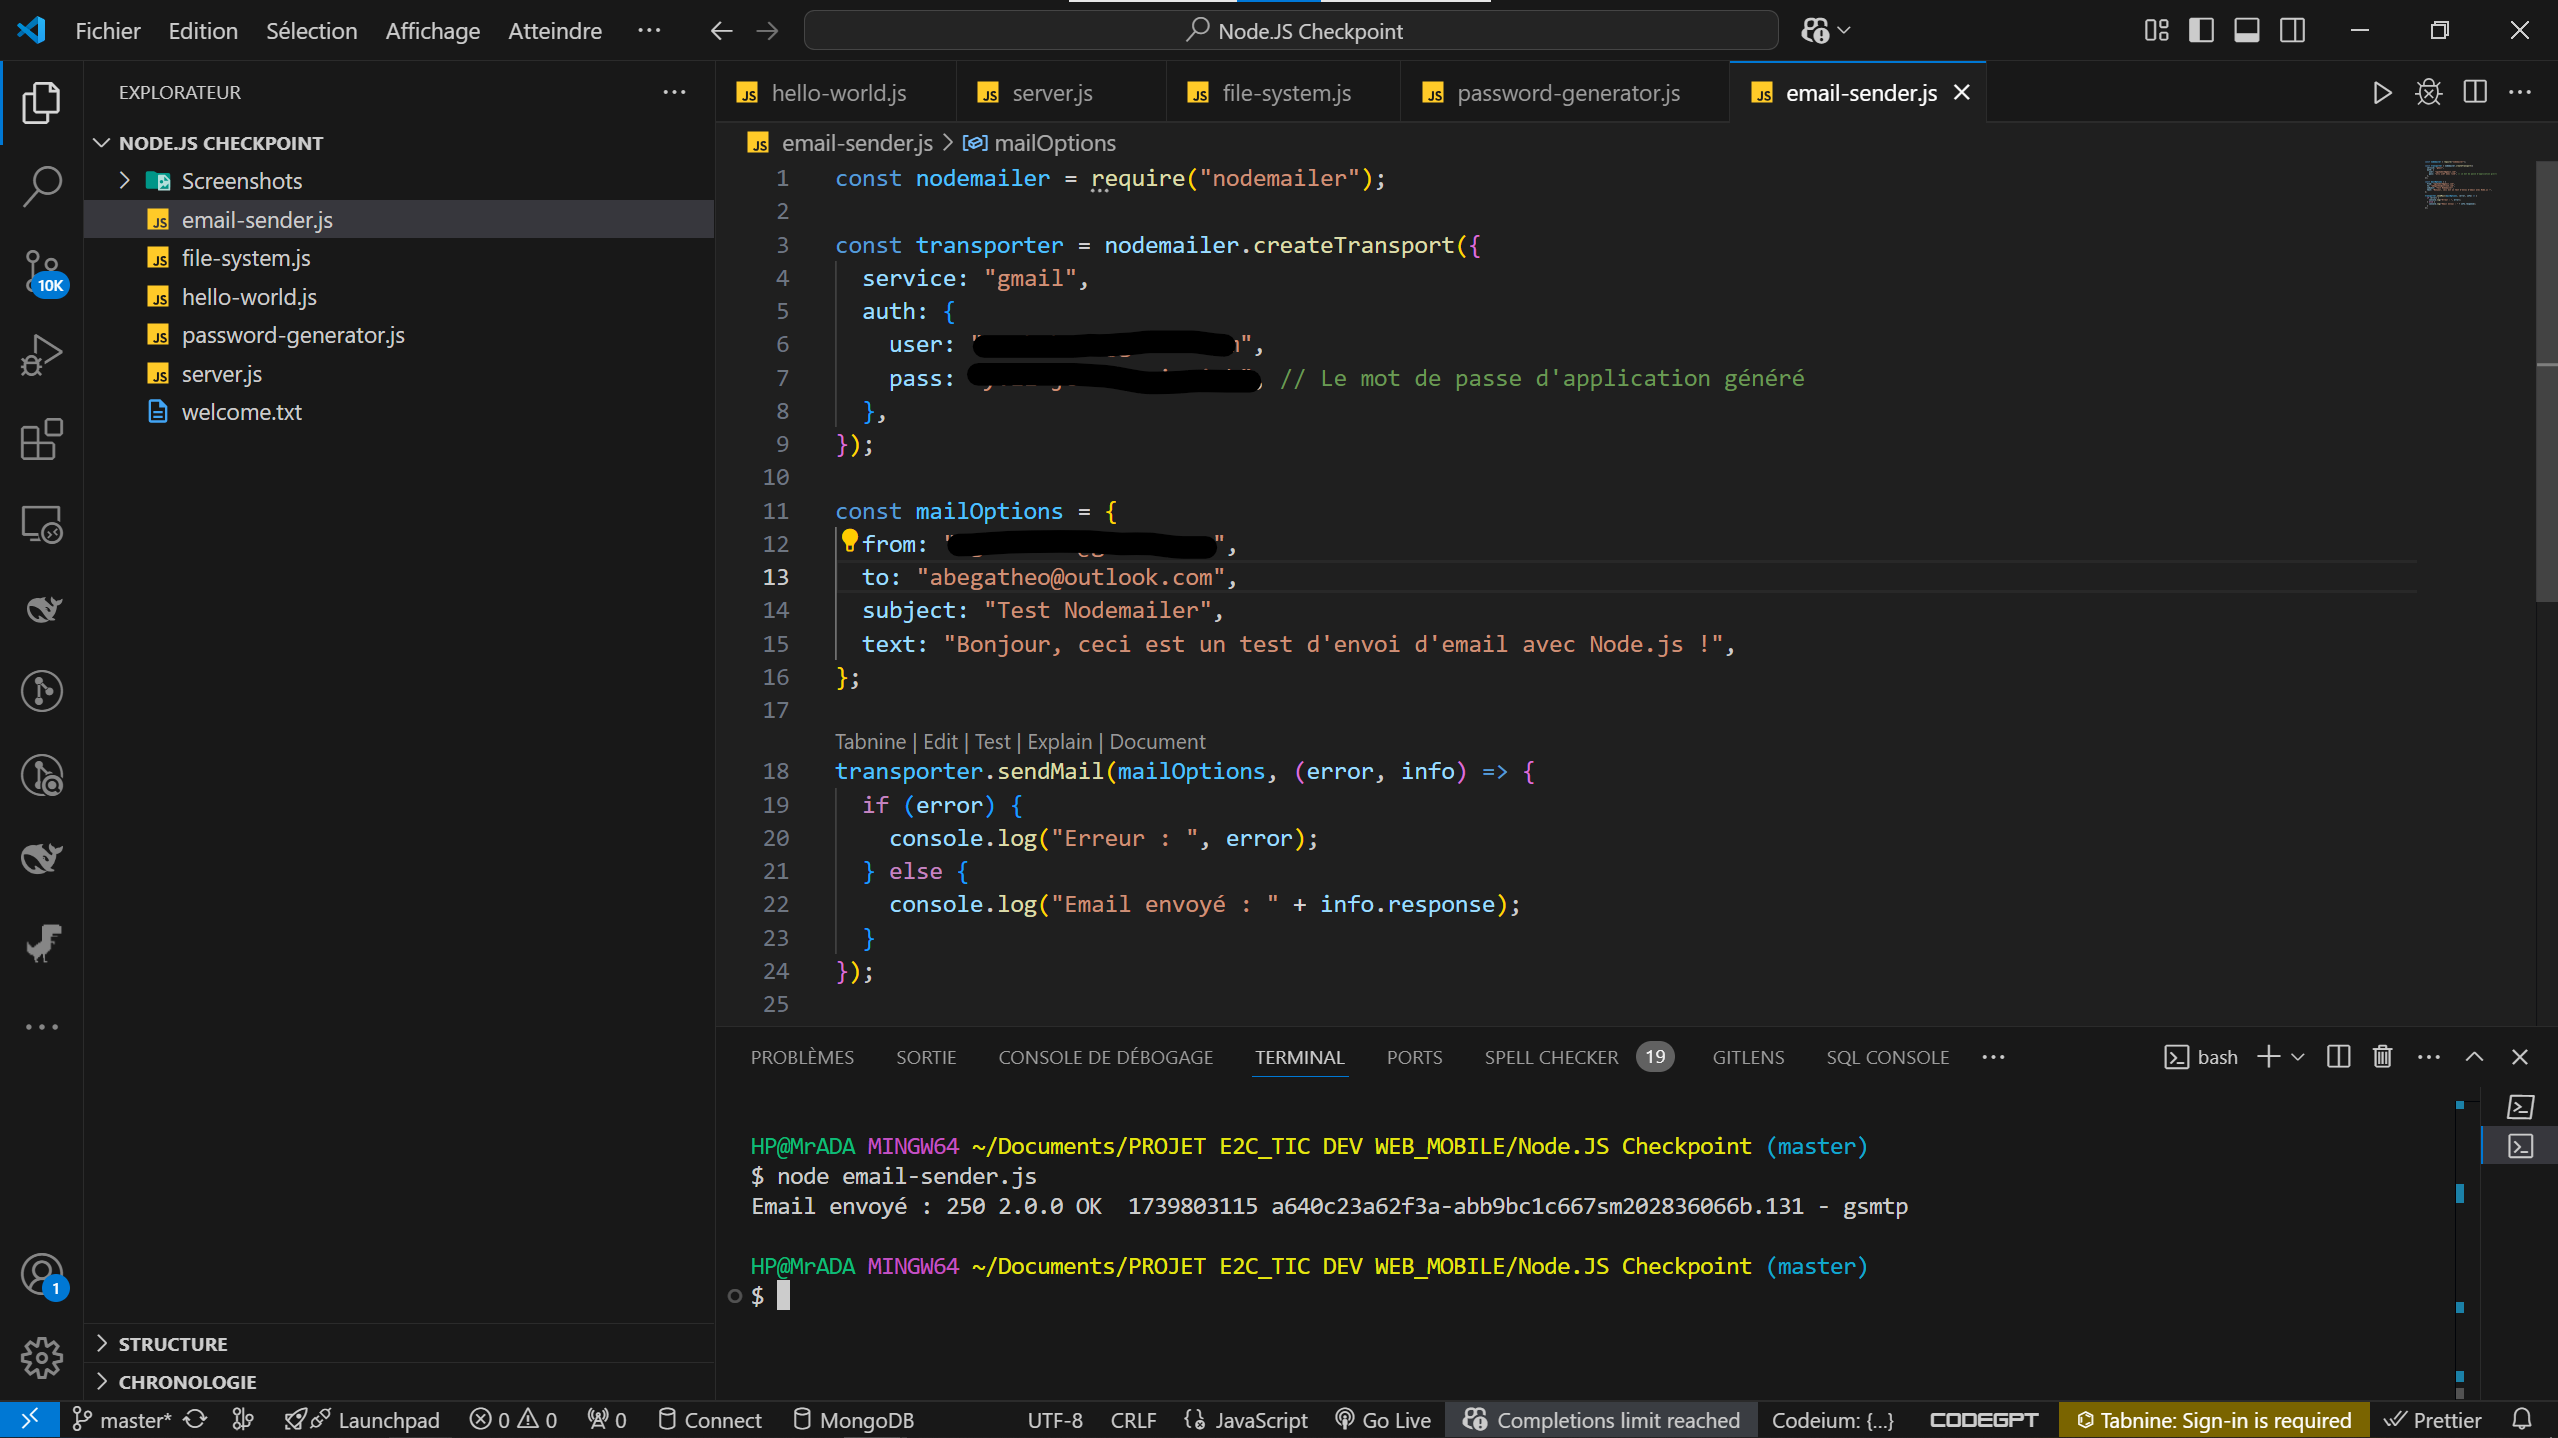 Fichier Edition Sélection Affichage Atteindre ··· Node.JS Checkpoint
EXPLORATEUR
NODE.JS CHECKPOINT
Screenshots
email-sender.js
file-system.js
hello-world.js
password-generator.js
server.js
welcome.txt
10K
1
STRUCTURE
CHRONOLOGIE
hello-world.js server.js file-system.js password-generator.js email-sender.js
email-sender.js > mailOptions
1 const nodemailer = require("nodemailer");
2
3 const transporter = nodemailer.createTransport({
4 service: "gmail",
5 auth: {
6 user: "",
7 pass: // Le mot de passe d'application généré
8 },
9 });
10
11 const mailOptions = {
12 from: "",
13 to: "abegatheo@outlook.com",
14 subject: "Test Nodemailer",
15 text: "Bonjour, ceci est un test d'envoi d'email avec Node.js !",
16 };
17
Tabnine | Edit | Test | Explain | Document
18 transporter.sendMail(mailOptions, (error, info) => {
19 if (error) {
20 console.log("Erreur : ", error);
21 } else {
22 console.log("Email envoyé : " + info.response);
23 }
24 });
25
PROBLÈMES SORTIE CONSOLE DE DÉBOGAGE TERMINAL PORTS SPELL CHECKER 19 GITLENS SQL CONSOLE ··· bash
HP@MrADA MINGW64 ~/Documents/PROJET E2C_TIC DEV WEB_MOBILE/Node.JS Checkpoint (master)
$ node email-sender.js
Email envoyé : 250 2.0.0 OK 1739803115 a640c23a62f3a-abb9bc1c667sm202836066b.131 - gsmtp
HP@MrADA MINGW64 ~/Documents/PROJET E2C_TIC DEV WEB_MOBILE/Node.JS Checkpoint (master)
$
master* Launchpad 0 0 0 Connect MongoDB UTF-8 CRLF {} JavaScript Go Live Completions limit reached Codeium: {...} CODEGPT Tabnine: Sign-in is required Prettier